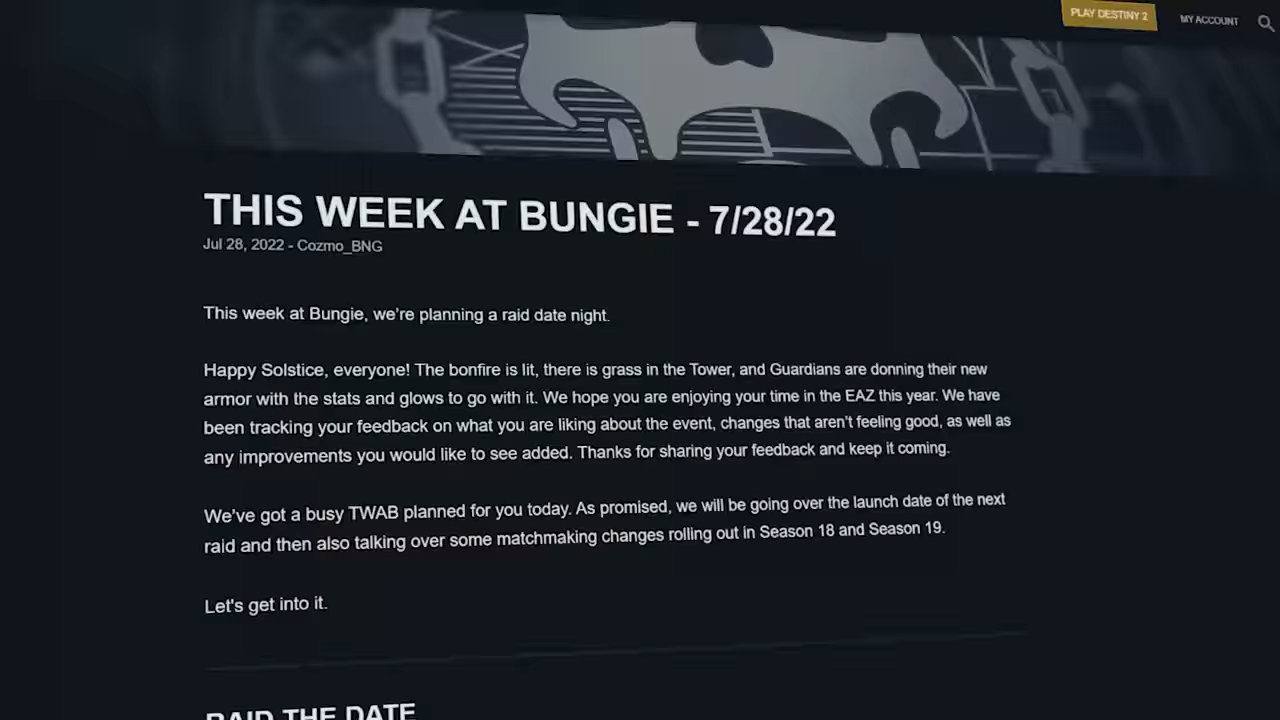 PLAY DESTINY 2
MY ACCOUNT
THIS WEEK AT BUNGIE - 7/28/22
Jul 28, 2022 - Cozmo_BNG
This week at Bungie, we're planning a raid date night.
Happy Solstice, everyone! The bonfire is lit, there is grass in the Tower, and Guardians are donning their new
armor with the stats and glows to go with it. We hope you are enjoying your time in the EAZ this year. We have
been tracking your feedback on what you are liking about the event, changes that aren't feeling good, as well as
any improvements you would like to see added. Thanks for sharing your feedback and keep it coming.
We've got a busy TWAB planned for you today. As promised, we will be going over the launch date of the next
raid and then also talking over some matchmaking changes rolling out in Season 18 and Season 19.
Let's get into it.
RAID THE DATE